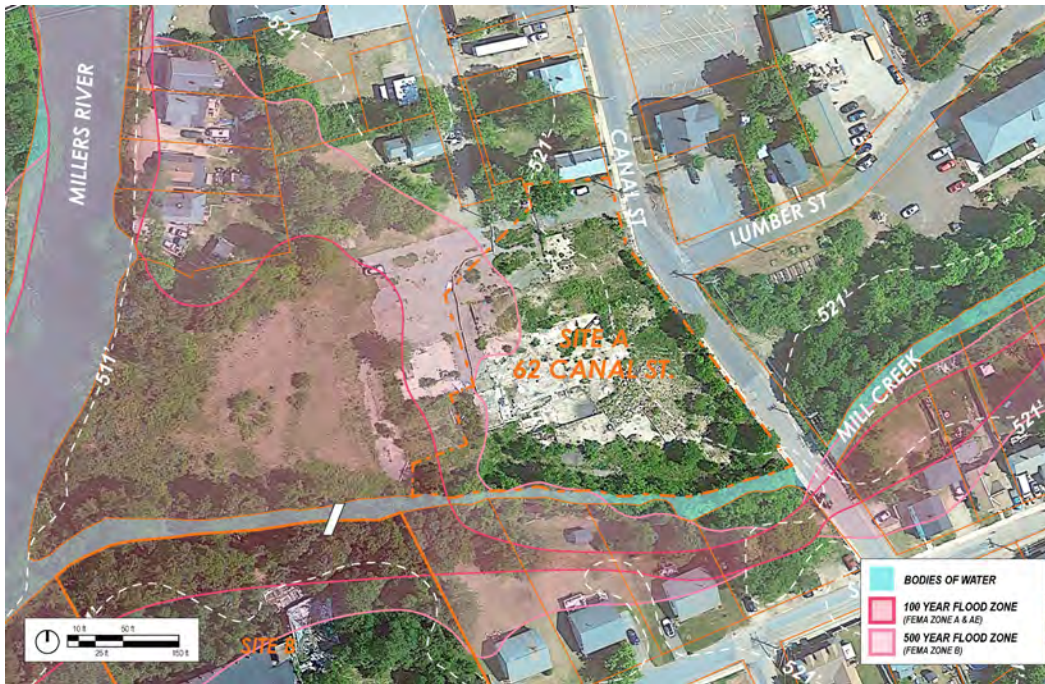 521'
MILLERS RIVER
521'
CANAL ST
LUMBER ST
521'
511'
SITE A
62 CANAL ST.
MILL CREEK
521'
SITE B
521'
10 ft
50 ft
25 ft
150 ft
BODIES OF WATER
100 YEAR FLOOD ZONE
(FEMA ZONE A & AE)
500 YEAR FLOOD ZONE
(FEMA ZONE B)